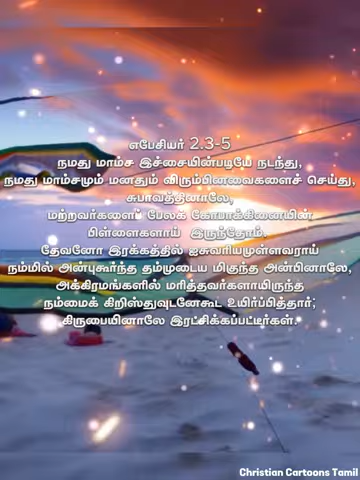 எபேசியர் 2.3-5
நமது மாம்ச இச்சையின்படியே நடந்து,
நமது மாம்சமும் மனதும் விரும்பினவைகளைச் செய்து,
சுபாவத்தினாலே,
மற்றவர்களைப் போலக் கோபாக்கினையின்
பிள்ளைகளாய் இருந்தோம்.
தேவனோ இரக்கத்தில் ஐசுவரியமுள்ளவராய்
நம்மில் அன்புகூர்ந்த தம்முடைய மிகுந்த அன்பினாலே,
அக்கிரமங்களில் மரித்தவர்களாயிருந்த
நம்மைக் கிறிஸ்துவுடனேகூட உயிர்ப்பித்தார்;
கிருபையினாலே இரட்சிக்கப்பட்டீர்கள்.
Christian Cartoons Tamil